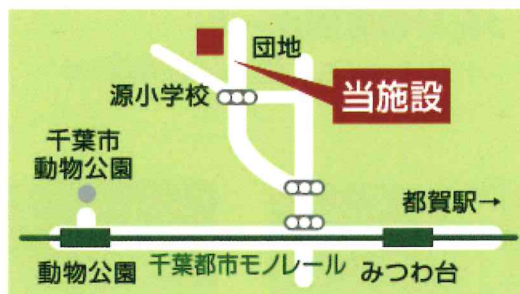 団地
源小学校
当施設
千葉市
動物公園
都賀駅→
動物公園
千葉都市モノレール
みつわ台